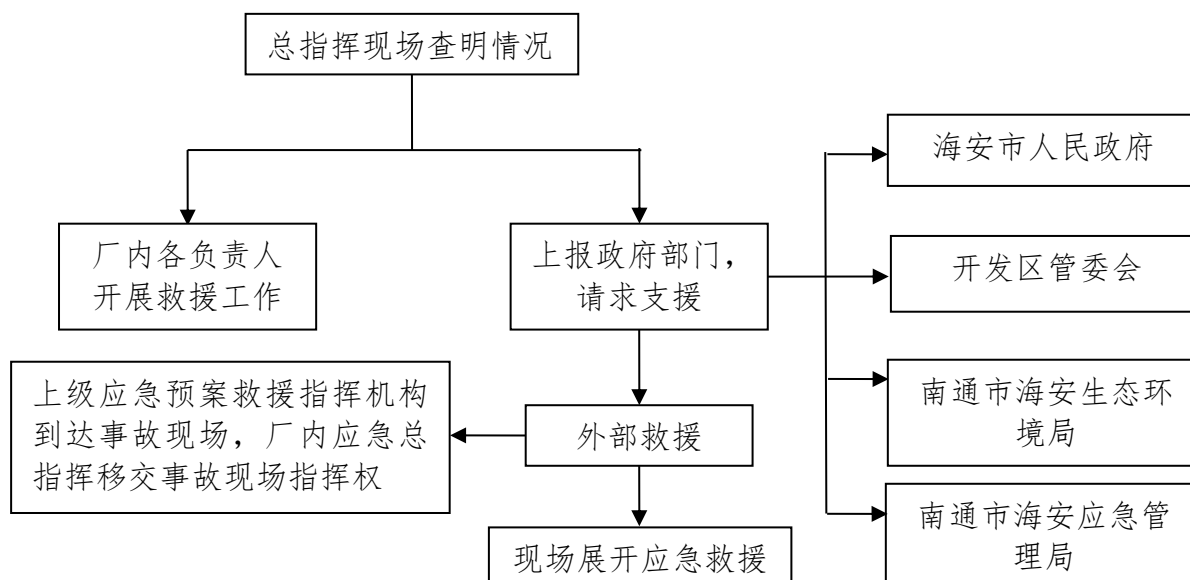 总指挥现场查明情况
海安市人民政府
厂内各负责人
开展救援工作
上报政府部门，
请求支援
开发区管委会
上级应急预案救援指挥机构
到达事故现场，厂内应急总
指挥移交事故现场指挥权
外部救援
南通市海安生态环
境局
现场展开应急救援
南通市海安应急管
理局